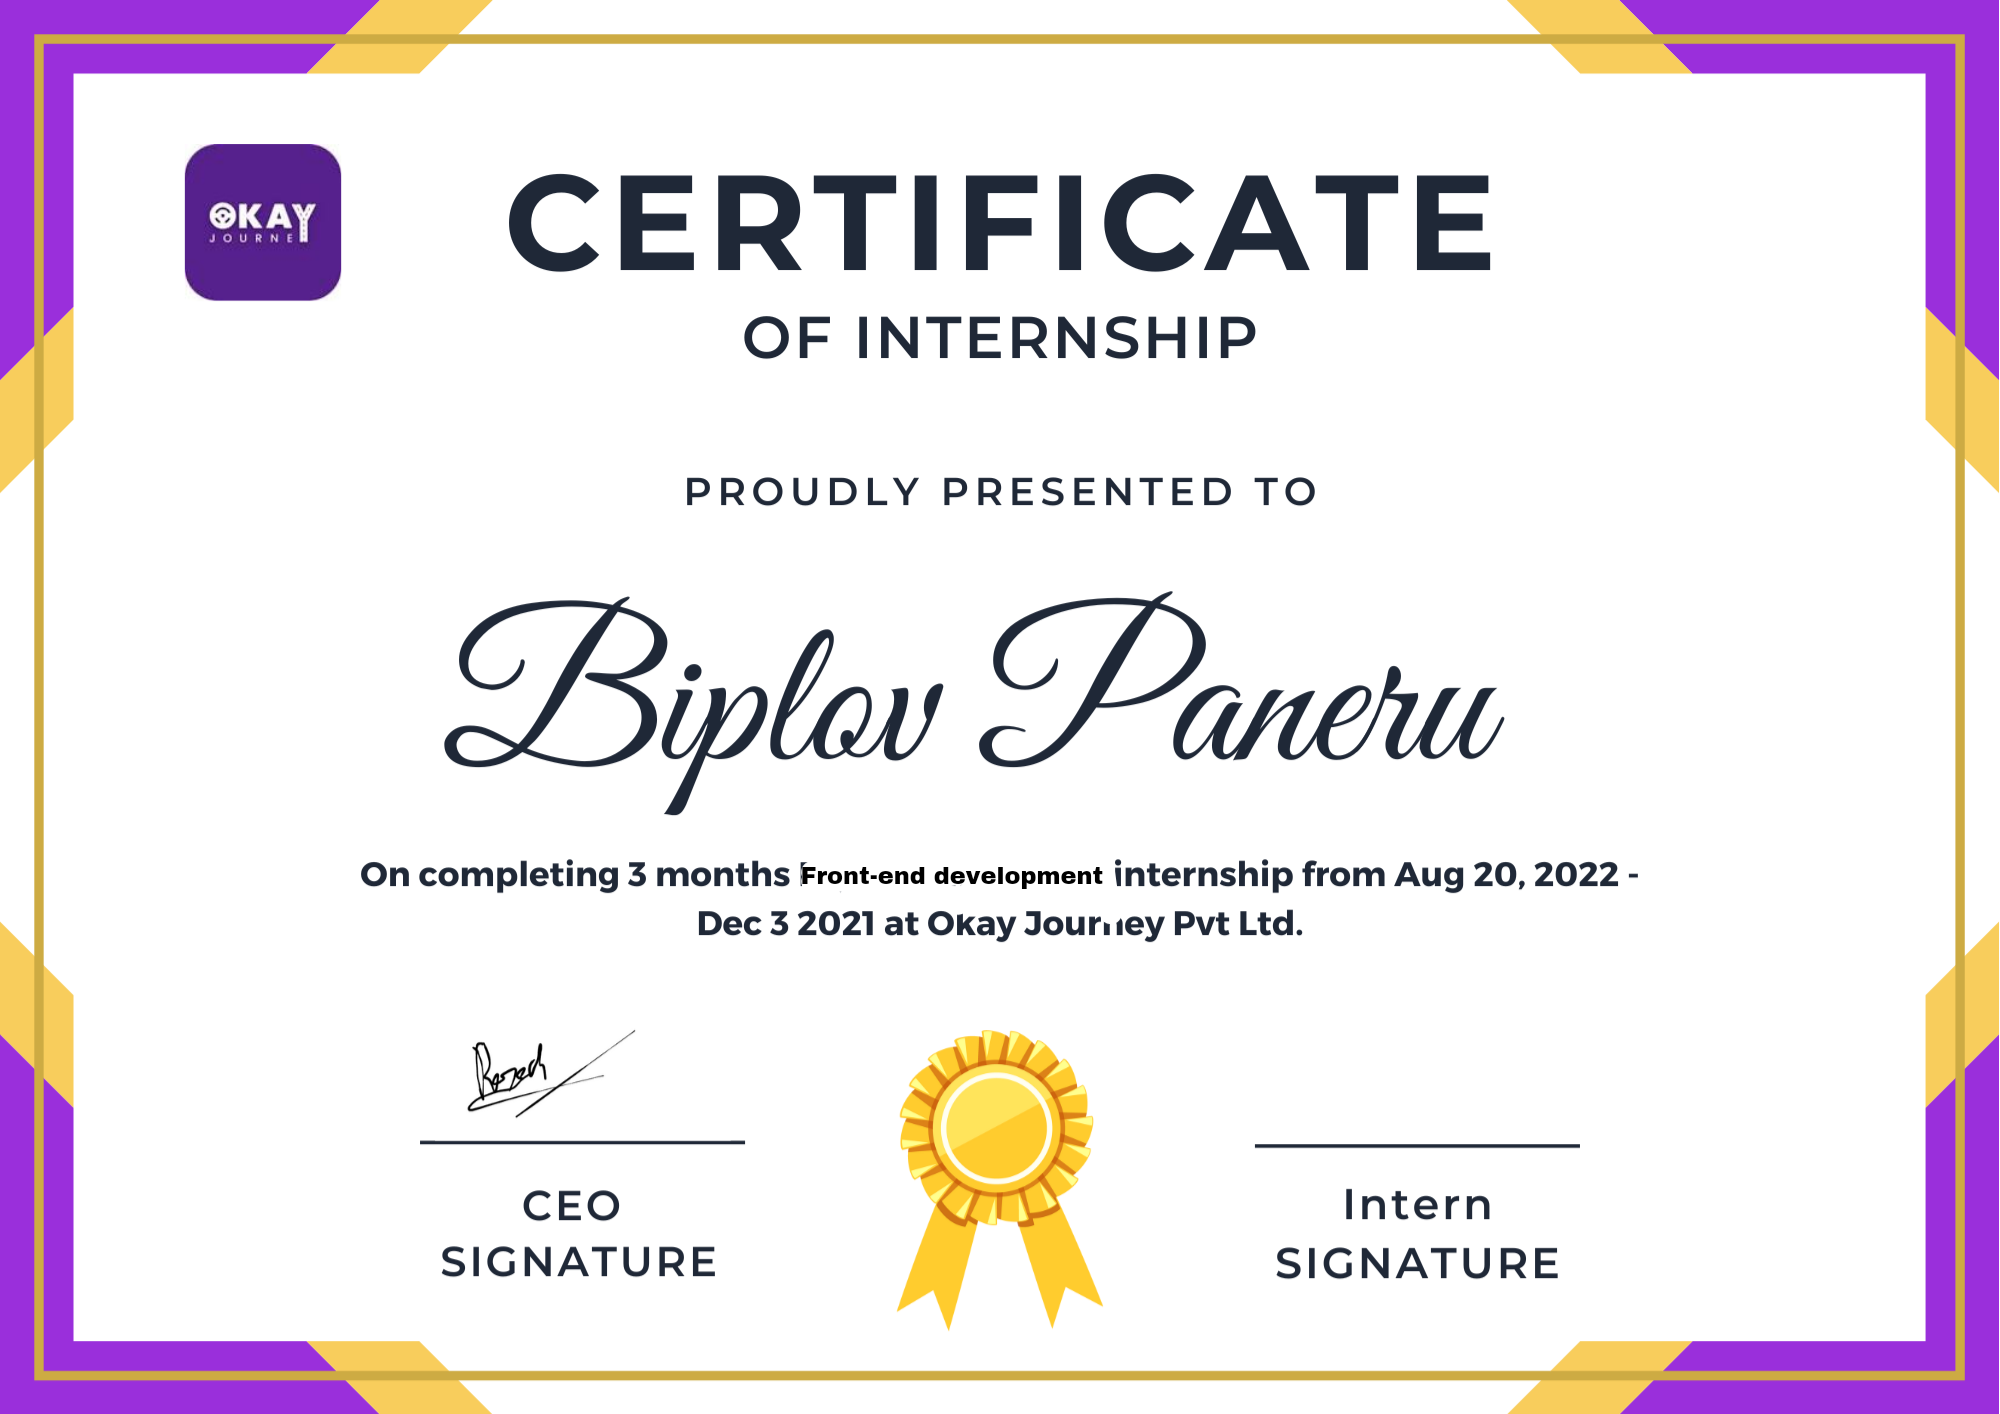 OKAY
JOURNEY
CERTIFICATE
OF INTERNSHIP
PROUDLY PRESENTED TO
Biplov Paneru
On completing 3 months Front-end development internship from Aug 20, 2022 -
Dec 3 2021 at Okay Journey Pvt Ltd.
CEO
SIGNATURE
Intern
SIGNATURE